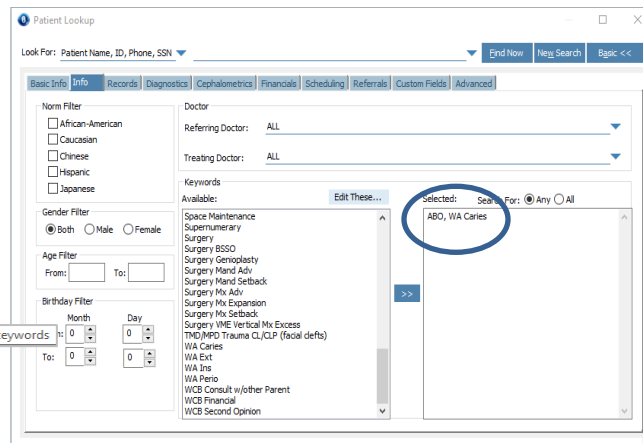 Patient Lookup
Look For: Patient Name, ID, Phone, SSN
Find Now New Search Basic <<
Basic Info Info Records Diagnostics Cephalometrics Financials Scheduling Referrals Custom Fields Advanced
Norm Filter
African-American
Caucasian
Chinese
Hispanic
Japanese
Doctor
Referring Doctor: ALL
Treating Doctor: ALL
Gender Filter
Both Male Female
Age Filter
From: To:
Birthday Filter
Month Day
0 0
To: 0 0
keywords
Keywords
Available: Edit These...
Space Maintenance
Supernumerary
Surgery
Surgery BSSO
Surgery Genioplasty
Surgery Mand Adv
Surgery Mand Setback
Surgery Mx Adv
Surgery Mx Expansion
Surgery Mx Setback
Surgery VME Vertical Mx Excess
TMD/MPD Trauma CL/CLP (facial clefts)
WA Caries
WA Ext
WA Ins
WA Perio
WCB Consult w/other Parent
WCB Financial
WCB Second Opinion
>>
Selected: Search For: Any All
ABO, WA Caries